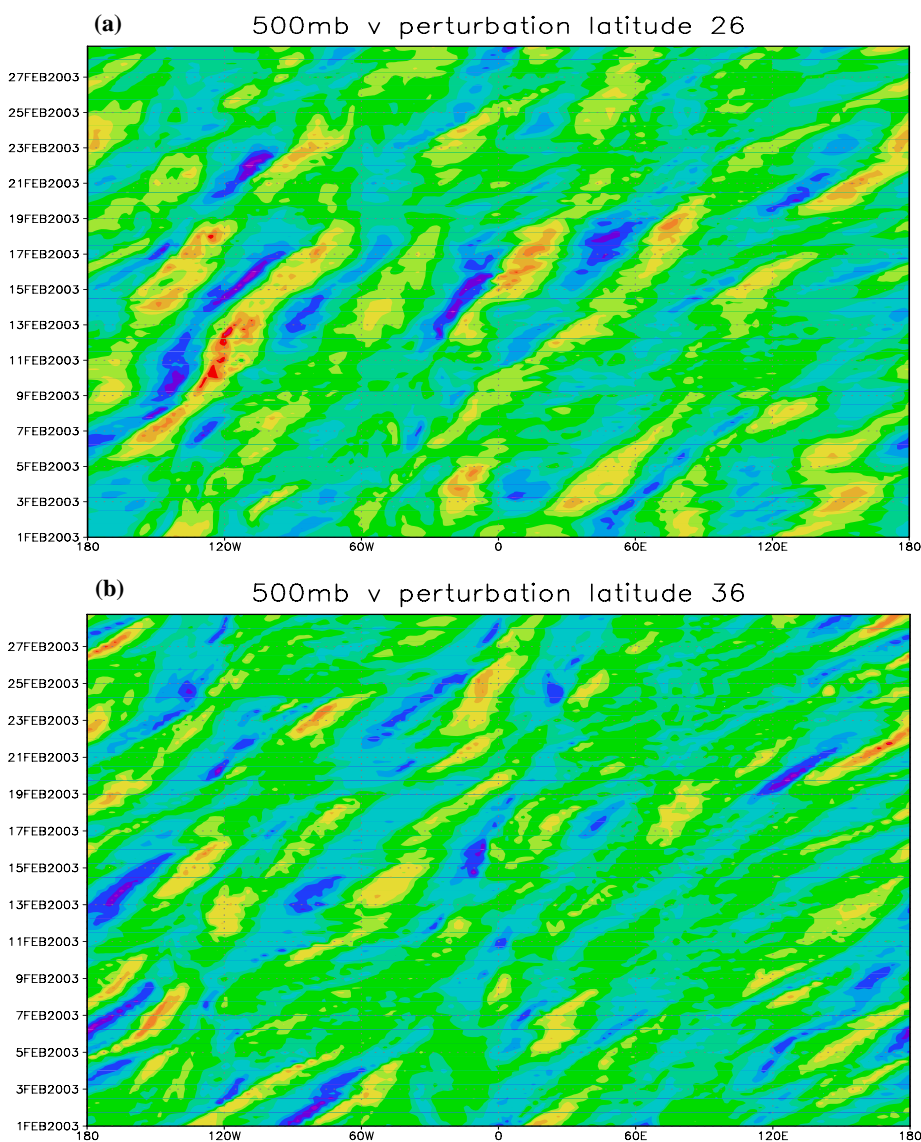 (a)
500mb v perturbation latitude 26
27FEB2003
25FEB2003
23FEB2003
21FEB2003
19FEB2003
17FEB2003
15FEB2003
13FEB2003
11FEB2003
9FEB2003
7FEB2003
5FEB2003
3FEB2003
1FEB2003
180 120W 60W 0 60E 120E 180
(b)
500mb v perturbation latitude 36
27FEB2003
25FEB2003
23FEB2003
21FEB2003
19FEB2003
17FEB2003
15FEB2003
13FEB2003
11FEB2003
9FEB2003
7FEB2003
5FEB2003
3FEB2003
1FEB2003
180 120W 60W 0 60E 120E 180